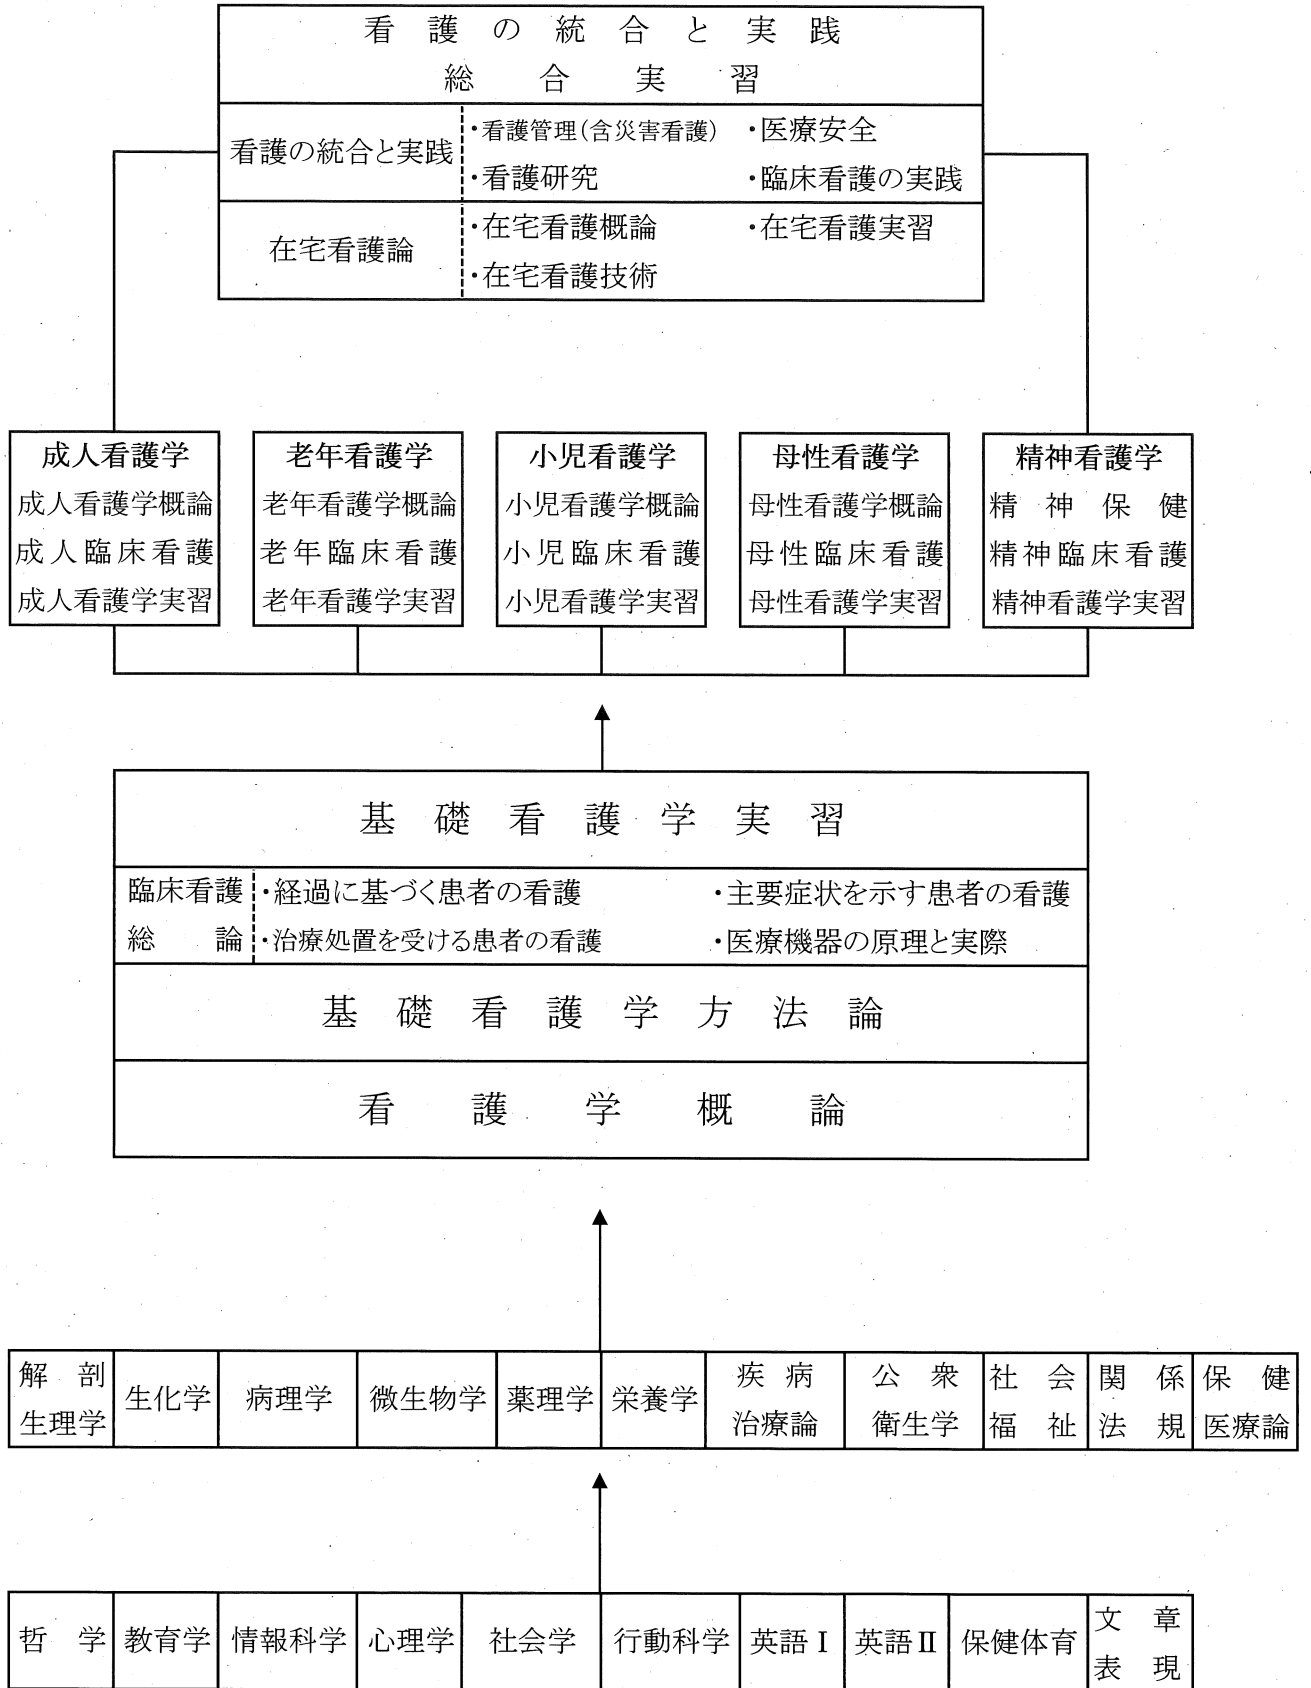 看護の統合と実践
総合実習
看護の統合と実践
・看護管理(含災害看護) ・医療安全
・看護研究 ・臨床看護の実践
在宅看護論
・在宅看護概論 ・在宅看護実習
・在宅看護技術
成人看護学
成人看護学概論
成人臨床看護
成人看護学実習
老年看護学
老年看護学概論
老年臨床看護
老年看護学実習
小児看護学
小児看護学概論
小児臨床看護
小児看護学実習
母性看護学
母性看護学概論
母性臨床看護
母性看護学実習
精神看護学
精神保健
精神臨床看護
精神看護学実習
基礎看護学実習
臨床看護
総論
・経過に基づく患者の看護 ・主要症状を示す患者の看護
・治療処置を受ける患者の看護 ・医療機器の原理と実際
基礎看護学方法論
看護学概論
解剖
生理学
生化学
病理学
微生物学
薬理学
栄養学
疾病
治療論
公衆
衛生学
社会
福祉
関係
法規
保健
医療論
哲学
教育学
情報科学
心理学
社会学
行動科学
英語Ⅰ
英語Ⅱ
保健体育
文章
表現